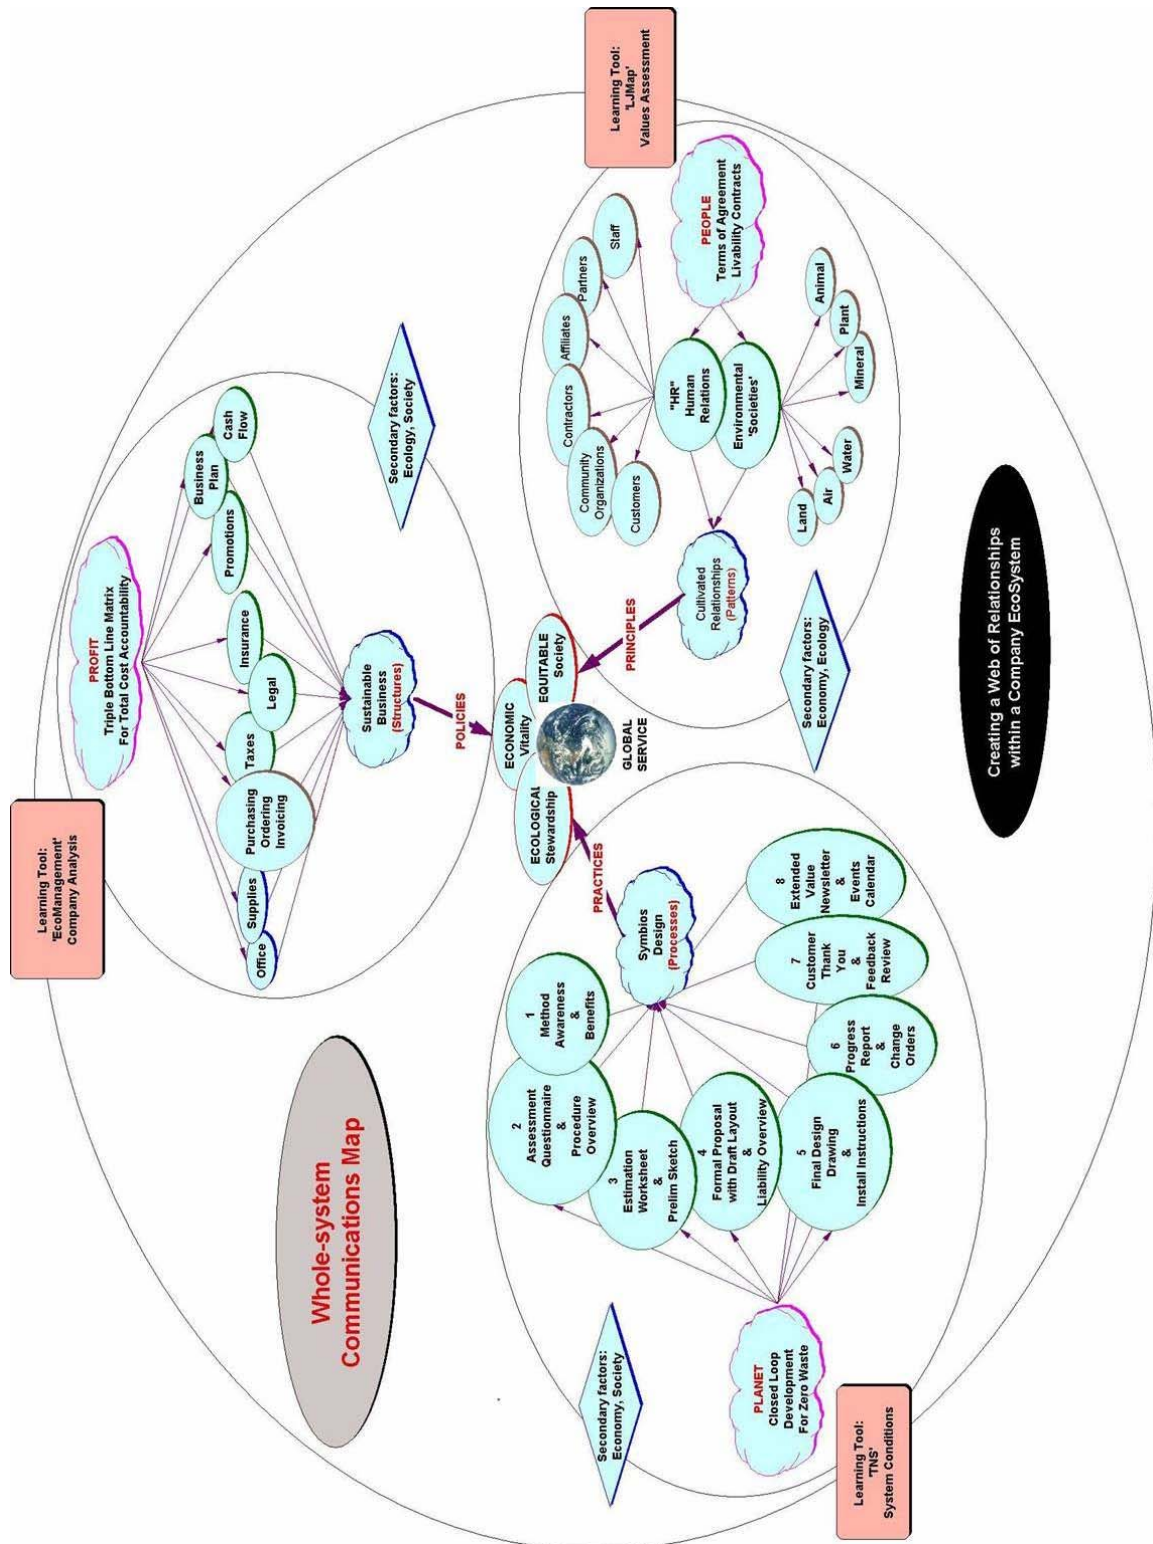 Whole-system
Communications Map
Learning Tool:
'EcoManagement'
Company Analysis
PROFIT
Triple Bottom Line Matrix
For Total Cost Accountability
Office
Supplies
Purchasing
Ordering
Invoicing
Taxes
Legal
Insurance
Promotions
Business
Plan
Cash
Flow
Sustainable
Business
(Structures)
Secondary factors:
Ecology, Society
POLICIES
ECONOMIC
Vitality
ECOLOGICAL
Stewardship
EQUITABLE
Society
GLOBAL
SERVICE
PRACTICES
PRINCIPLES
Symbios
Design
(Processes)
1
Method
Awareness
&
Benefits
2
Assessment
Questionnaire
&
Procedure
Overview
3
Estimation
Worksheet
&
Prelim Sketch
4
Formal Proposal
with Draft Layout
&
Liability Overview
5
Final Design
Drawing
&
Install Instructions
6
Progress
Report
&
Change
Orders
7
Customer
Thank
You
&
Feedback
Review
8
Extended
Value
Newsletter
&
Events
Calendar
Secondary factors:
Economy, Society
PLANET
Closed Loop
Development
For Zero Waste
Learning Tool:
'TNS'
System Conditions
Learning Tool:
'LJMap'
Values Assessment
PEOPLE
Terms of Agreement
Livability Contracts
Staff
Partners
Affiliates
Contractors
Community
Organizations
Customers
"HR"
Human
Relations
Environmental
'Societies'
Land
Air
Water
Mineral
Plant
Animal
Cultivated
Relationships
(Patterns)
Secondary factors:
Economy, Ecology
Creating a Web of Relationships
within a Company EcoSystem